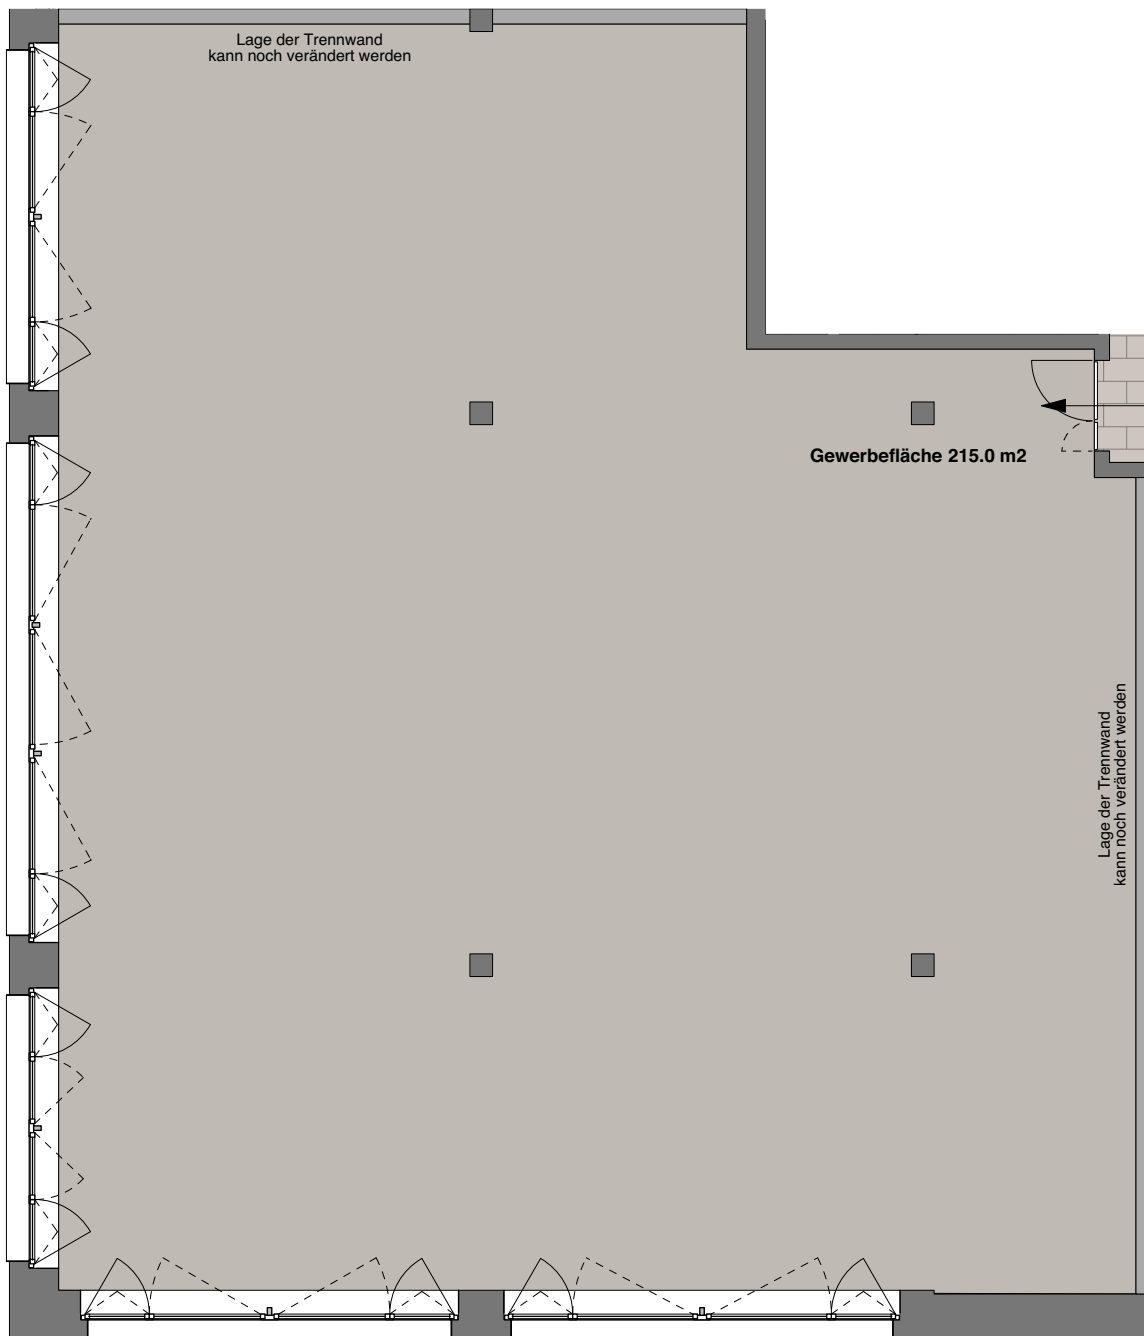 Lage der Trennwand
kann noch verändert werden
Gewerbefläche 215.0 m2
Lage der Trennwand
kann noch verändert werden